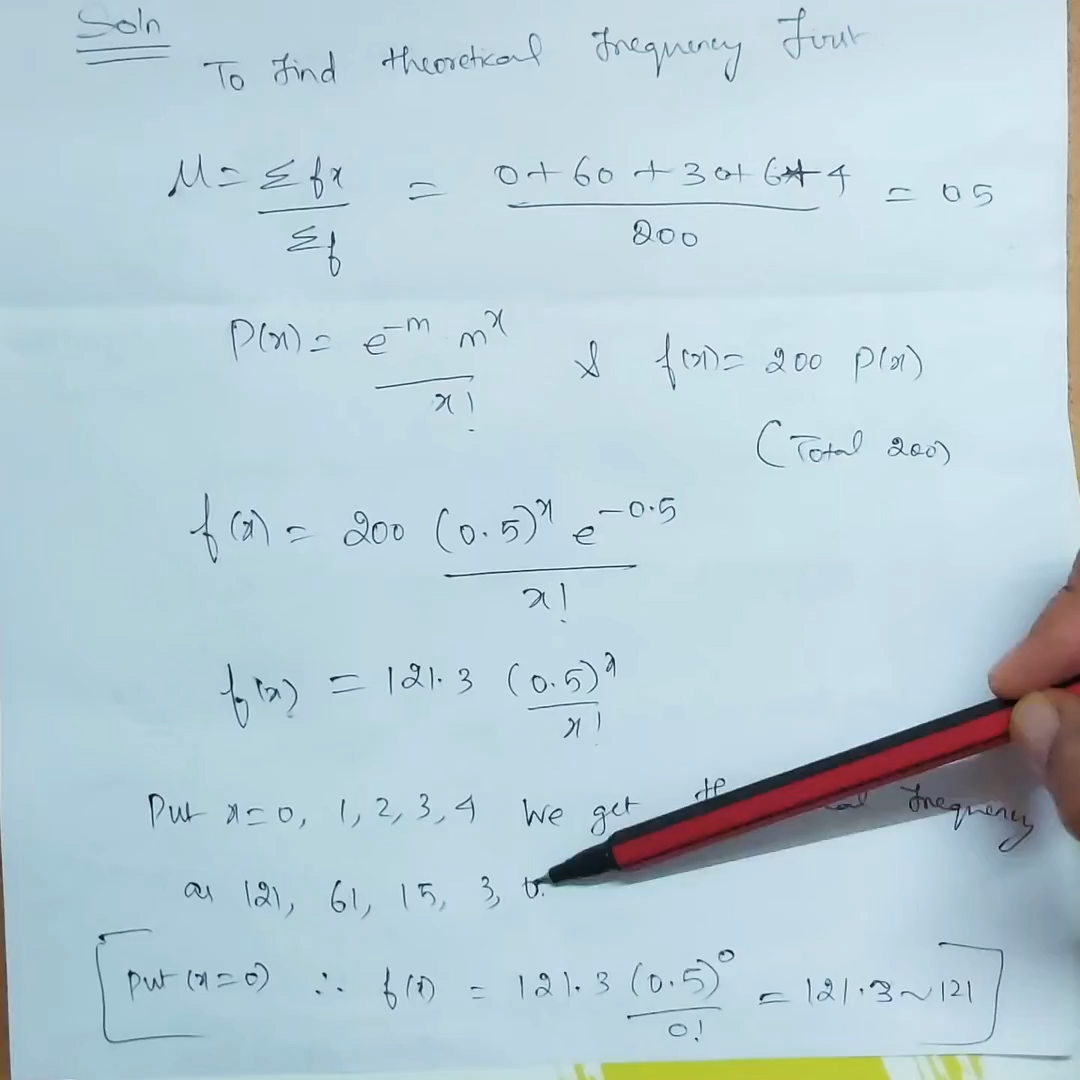 Soln
To find theoretical frequency first
M = Σfx / Σf = 0 + 60 + 30 + 6 + 4 / 200 = 0.5
P(x) = e^-m m^x / x! & f(x) = 200 P(x)
(Total 200)
f(x) = 200 (0.5)^x e^-0.5 / x!
f(x) = 121.3 (0.5)^x / x!
Put x=0, 1, 2, 3, 4 We get frequency
as 121, 61, 15, 3,
Put (x=0) ∴ f(x) = 121.3 (0.5)^0 / 0! = 121.3 ~ 121